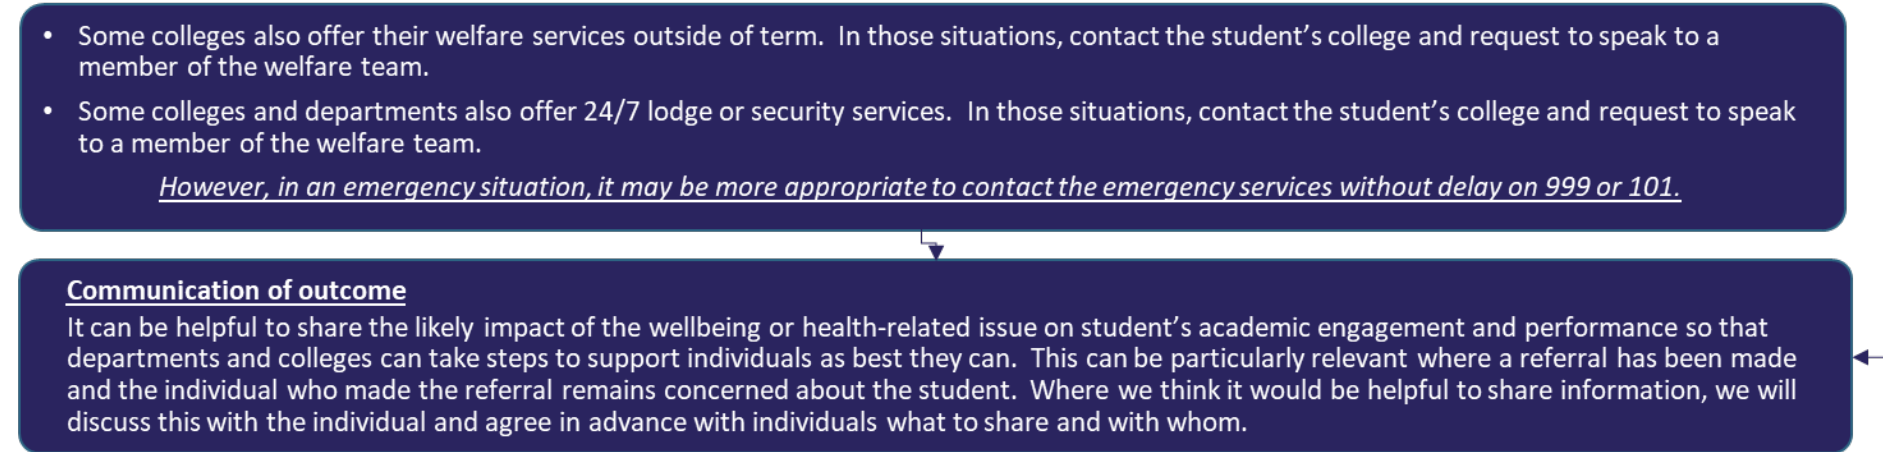 • Some colleges also offer their welfare services outside of term.  In those situations, contact the student’s college and request to speak to a
member of the welfare team.
• Some colleges and departments also offer 24/7 lodge or security services.  In those situations, contact the student’s college and request to speak
to a member of the welfare team.
However, in an emergency situation, it may be more appropriate to contact the emergency services without delay on 999 or 101.
Communication of outcome
It can be helpful to share the likely impact of the wellbeing or health-related issue on student’s academic engagement and performance so that
departments and colleges can take steps to support individuals as best they can.  This can be particularly relevant where a referral has been made
and the individual who made the referral remains concerned about the student.  Where we think it would be helpful to share information, we will
discuss this with the individual and agree in advance with individuals what to share and with whom.